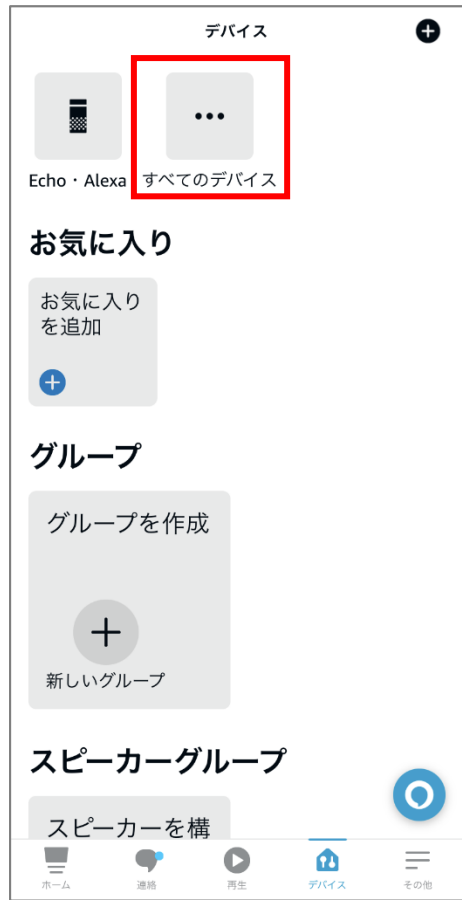 デバイス
Echo・Alexa
すべてのデバイス
お気に入り
お気に入り
を追加
グループ
グループを作成
新しいグループ
スピーカーグループ
スピーカーを構
ホーム
連絡
再生
デバイス
その他